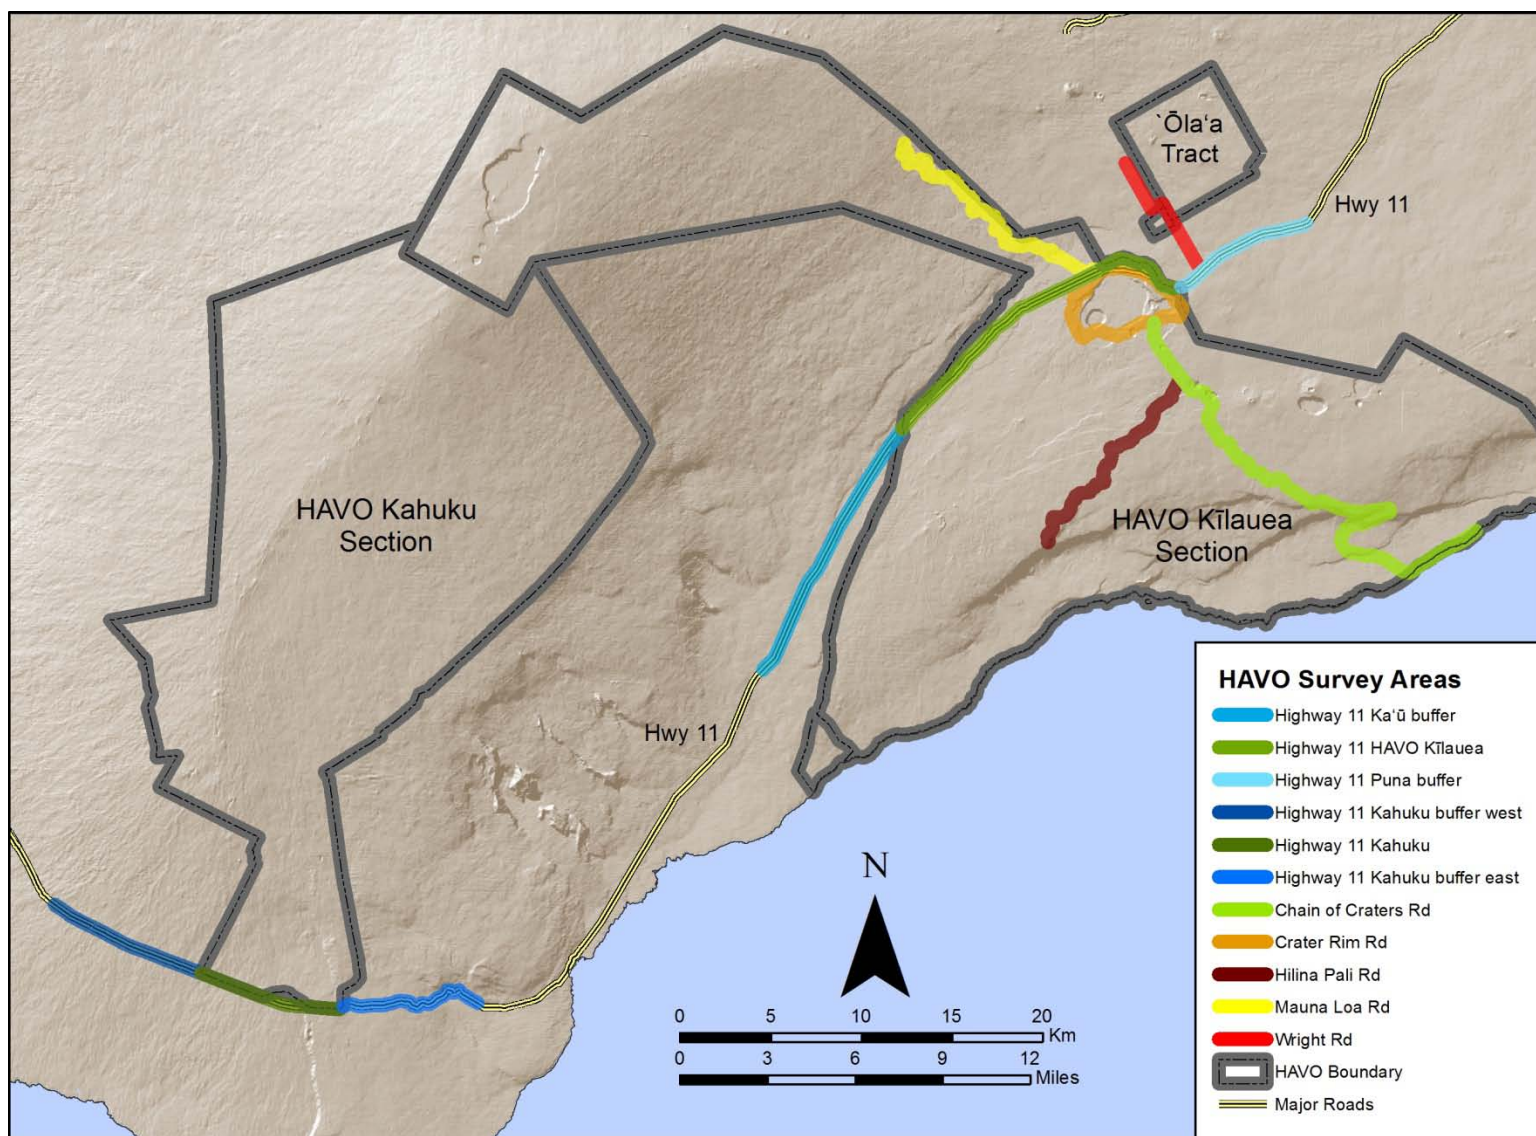 `Ōla‘a
Tract
Hwy 11
HAVO Kahuku
Section
HAVO Kīlauea
Section
Hwy 11
N
0 5 10 15 20
Km
0 3 6 9 12
Miles
HAVO Survey Areas
Highway 11 Ka‘ū buffer
Highway 11 HAVO Kīlauea
Highway 11 Puna buffer
Highway 11 Kahuku buffer west
Highway 11 Kahuku
Highway 11 Kahuku buffer east
Chain of Craters Rd
Crater Rim Rd
Hilina Pali Rd
Mauna Loa Rd
Wright Rd
HAVO Boundary
Major Roads